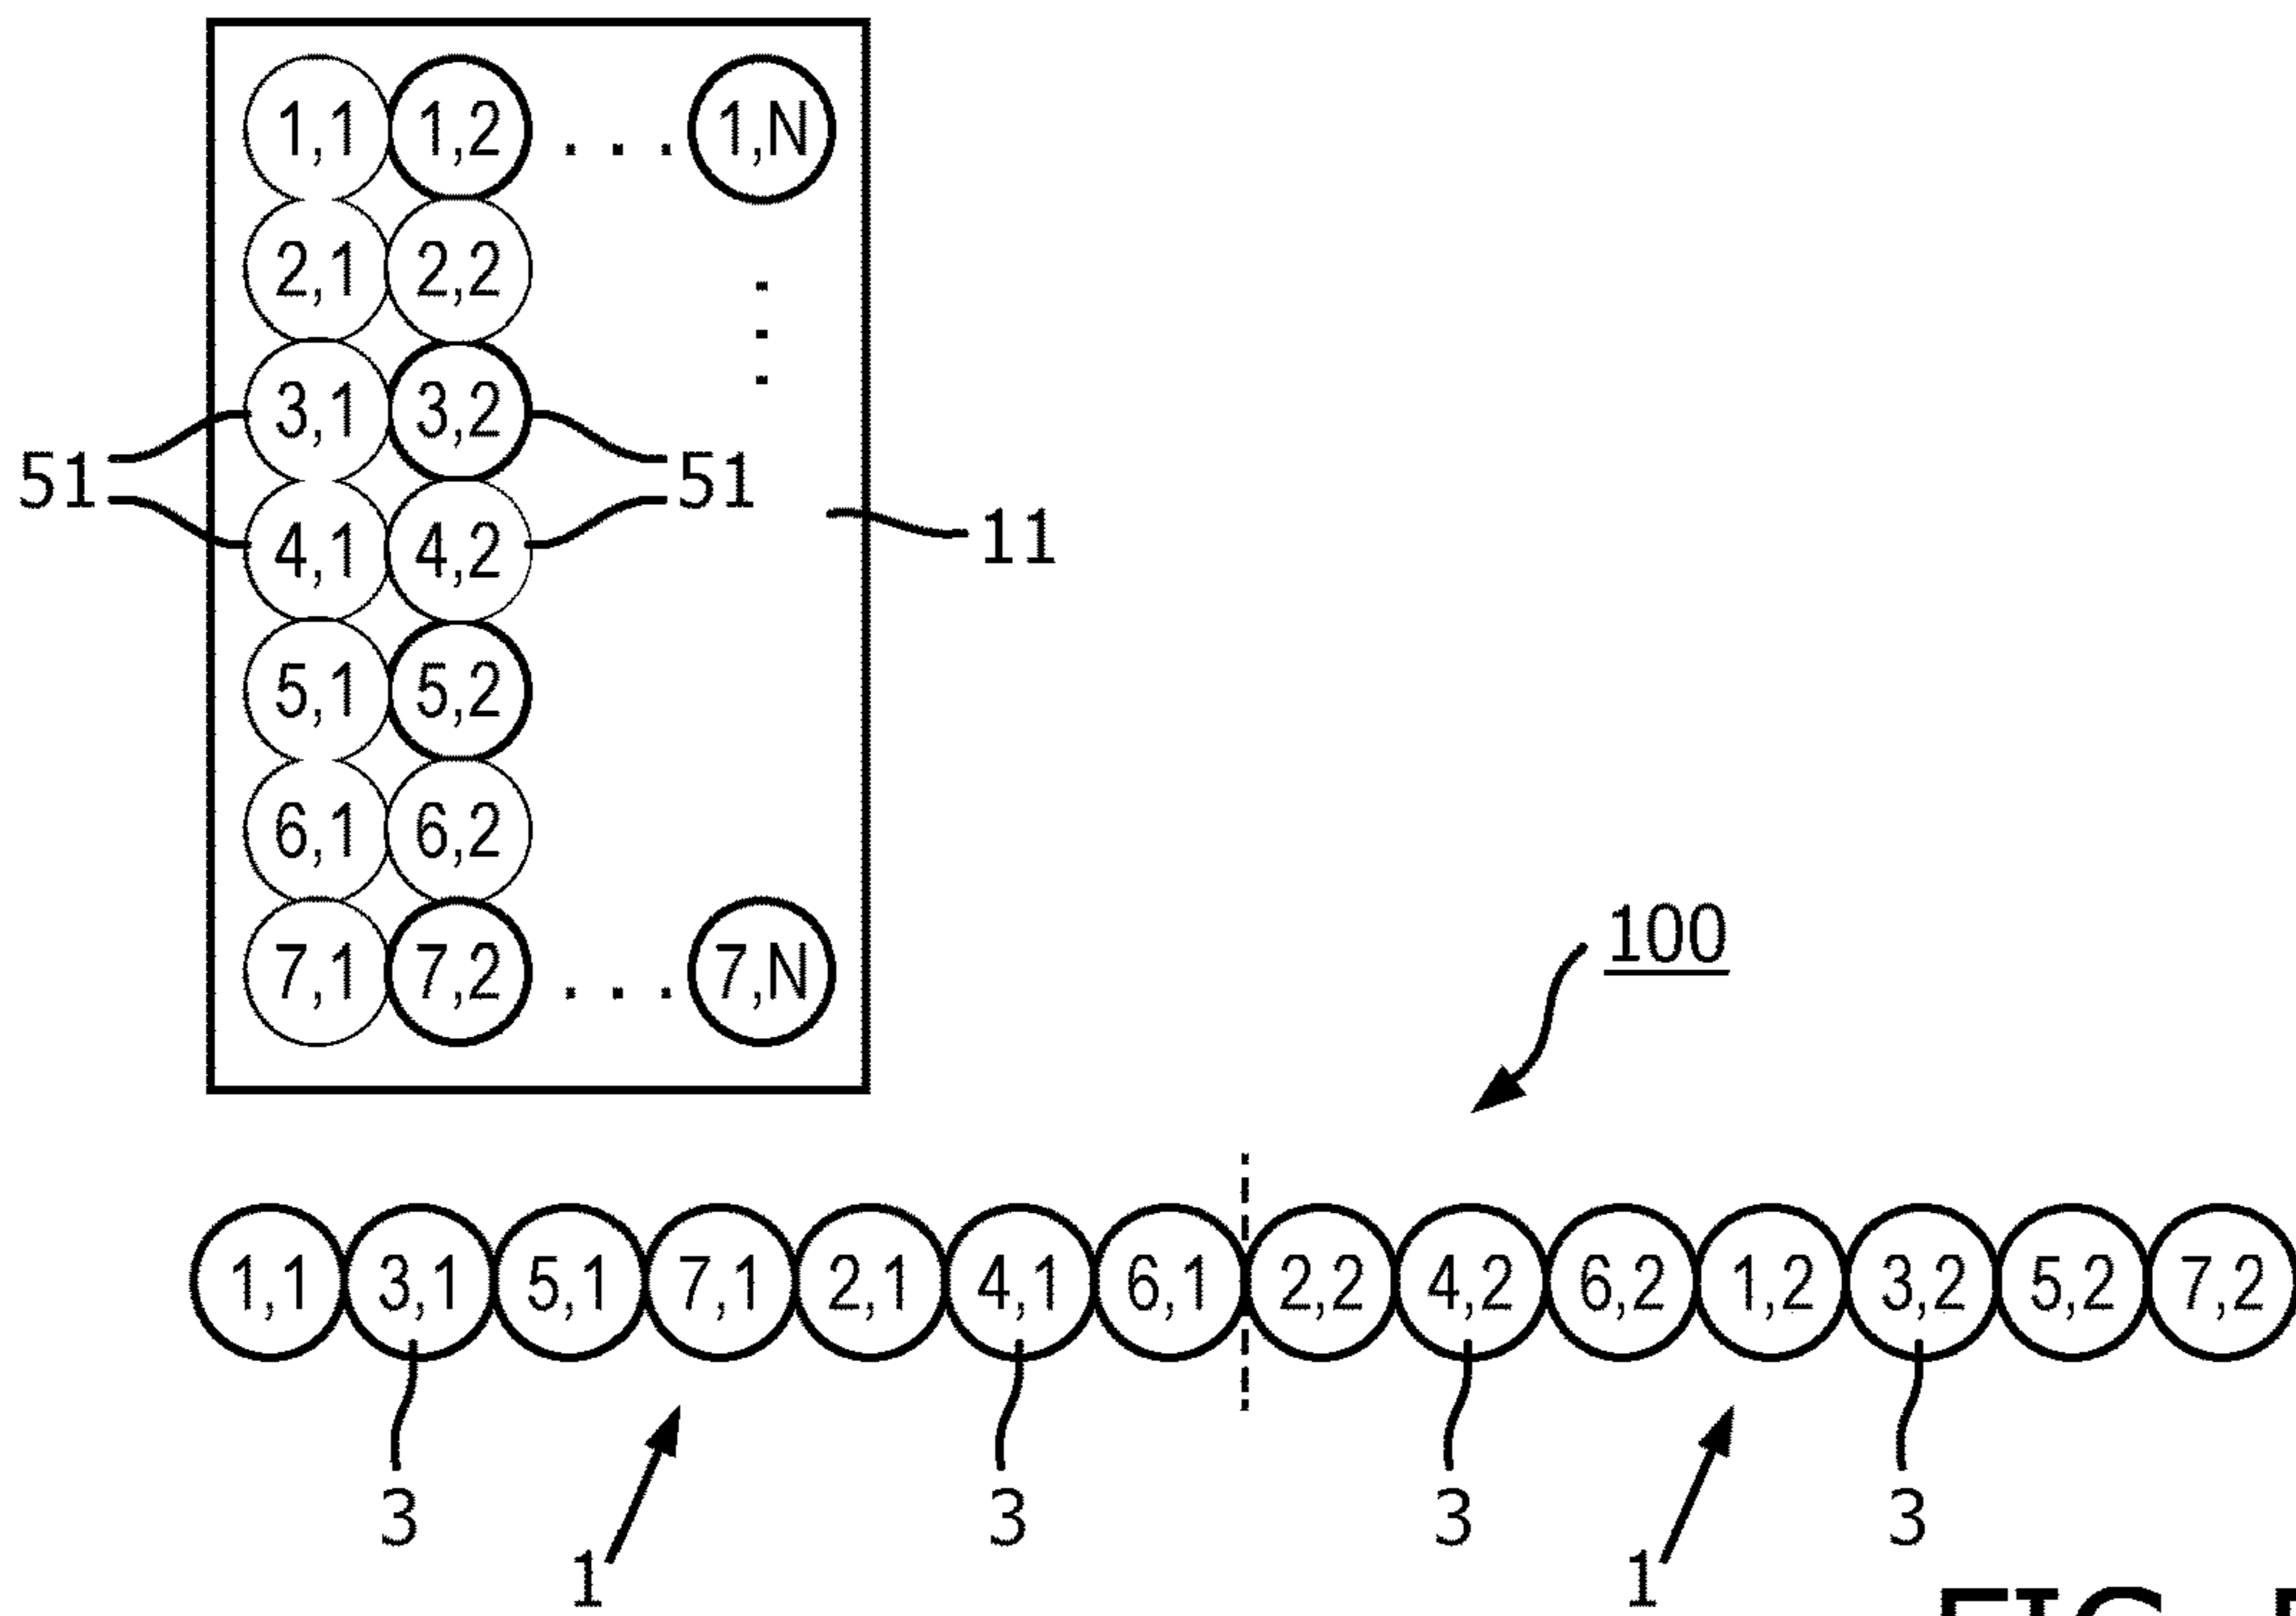 1,1 1,2 . . . 1,N
2,1 2,2
3,1 3,2
51 51
11
4,1 4,2
5,1 5,2
6,1 6,2
7,1 7,2 . . . 7,N
100
1,1 3,1 5,1 7,1 2,1 4,1 6,1 2,2 4,2 6,2 1,2 3,2 5,2 7,2
3 3 3 3
1 1